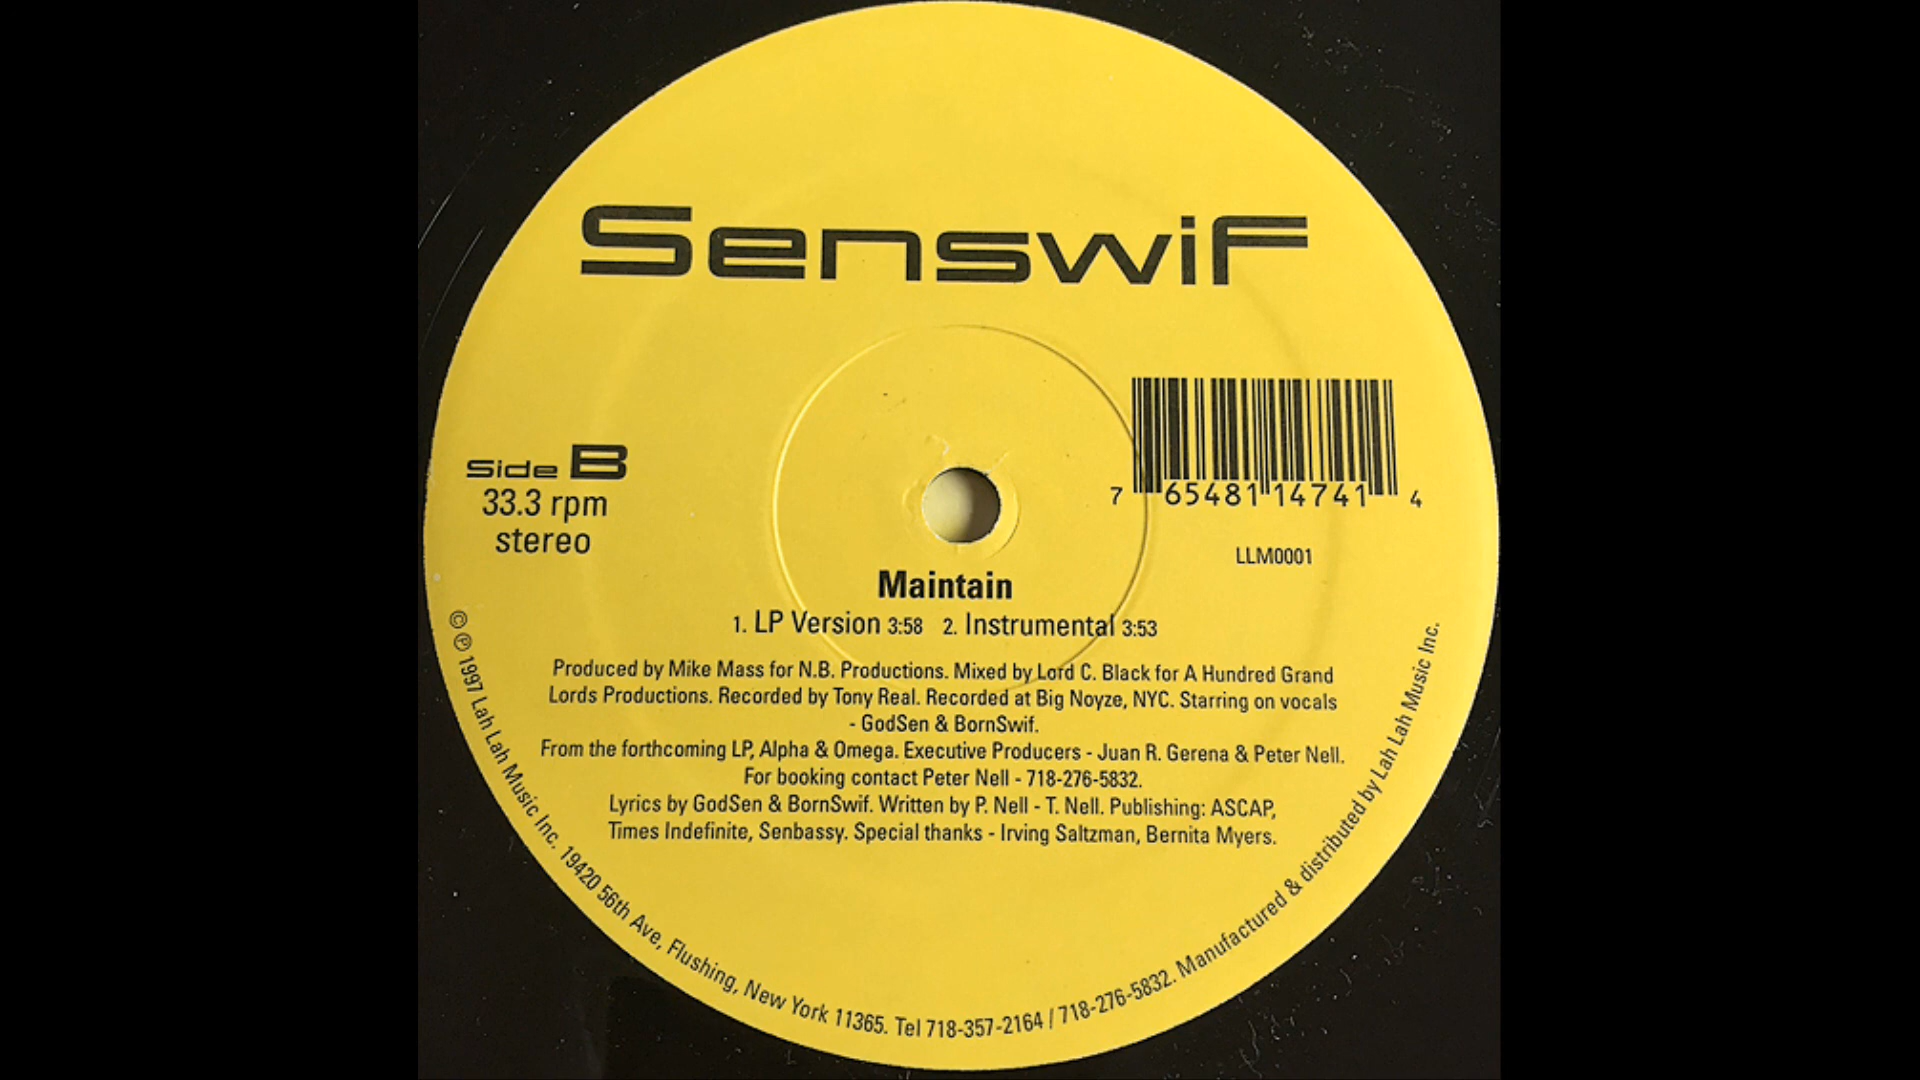 Senswif
Side B
33.3 rpm
stereo
7 65481 14741 4
LLM0001
Maintain
1. LP Version 3:58 2. Instrumental 3:53
Produced by Mike Mass for N.B. Productions. Mixed by Lord C. Black for A Hundred Grand
Lords Productions. Recorded by Tony Real. Recorded at Big Noyze, NYC. Starring on vocals
- GodSen & BornSwif.
From the forthcoming LP, Alpha & Omega. Executive Producers - Juan R. Gerena & Peter Nell.
For booking contact Peter Nell - 718-276-5832.
Lyrics by GodSen & BornSwif. Written by P. Nell - T. Nell. Publishing: ASCAP,
Times Indefinite, Senbassy. Special thanks - Irving Saltzman, Bernita Myers.
© ℗ 1997 Lah Lah Music Inc. 19420 56th Ave, Flushing, New York 11365. Tel 718-357-2164 / 718-276-5832. Manufactured & distributed by Lah Lah Music Inc.